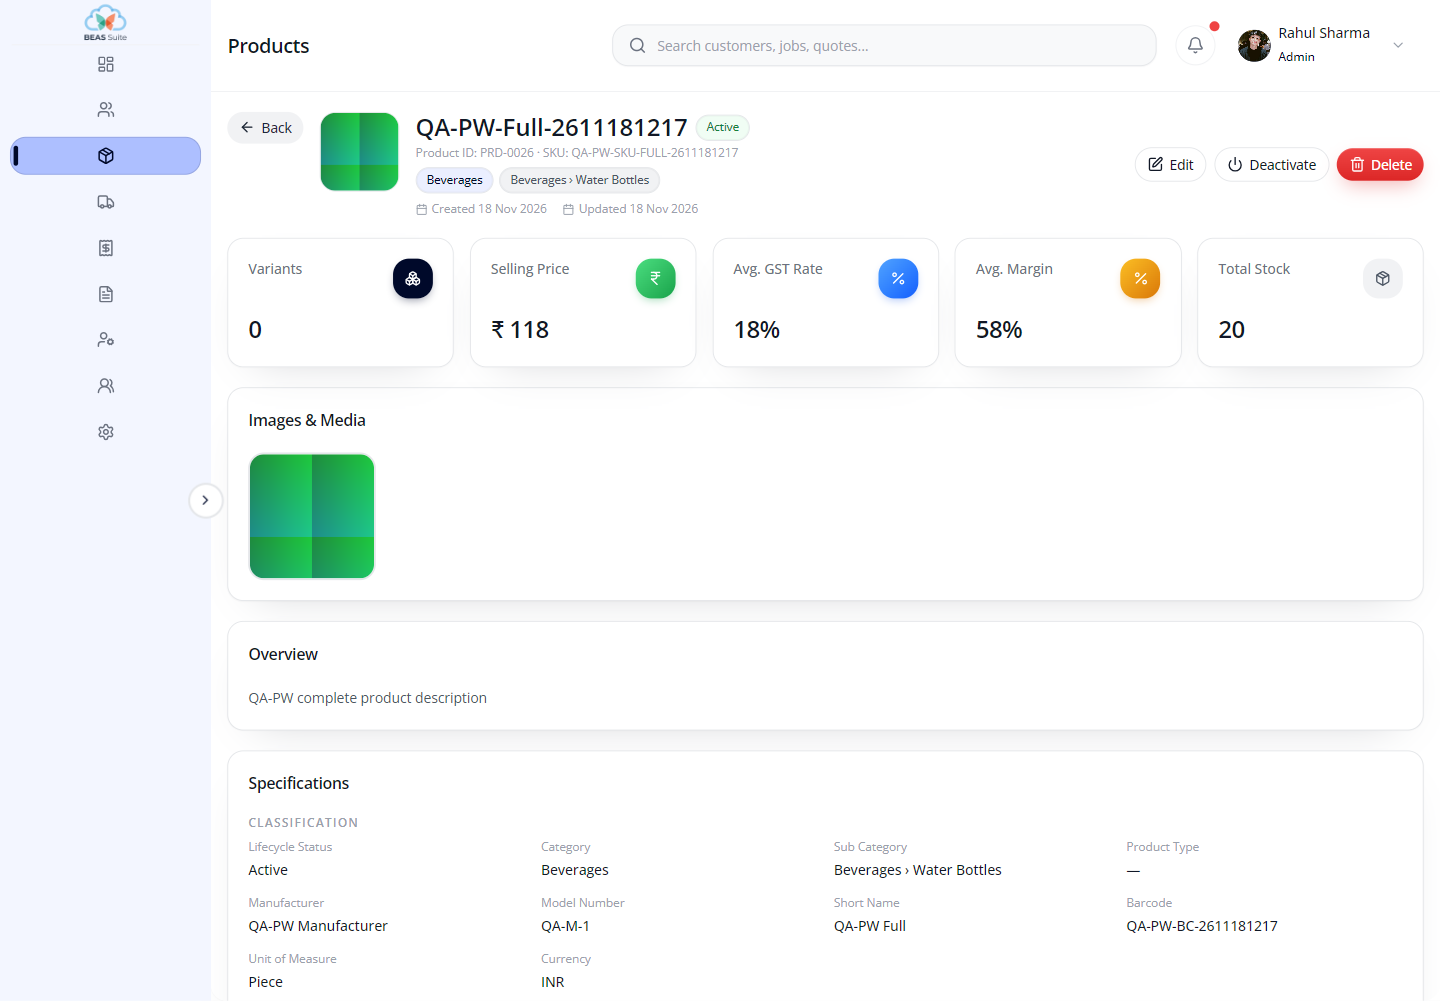 BEAS Suite
Products
Search customers, jobs, quotes...
Rahul Sharma
Admin
Back
QA-PW-Full-2611181217
Active
Product ID: PRD-0026 · SKU: QA-PW-SKU-FULL-2611181217
Beverages
Beverages › Water Bottles
Created 18 Nov 2026
Updated 18 Nov 2026
Edit
Deactivate
Delete
Variants
0
Selling Price
₹
₹ 118
Avg. GST Rate
%
18%
Avg. Margin
%
58%
Total Stock
20
Images & Media
Overview
QA-PW complete product description
Specifications
CLASSIFICATION
Lifecycle Status
Active
Category
Beverages
Sub Category
Beverages › Water Bottles
Product Type
—
Manufacturer
QA-PW Manufacturer
Model Number
QA-M-1
Short Name
QA-PW Full
Barcode
QA-PW-BC-2611181217
Unit of Measure
Piece
Currency
INR